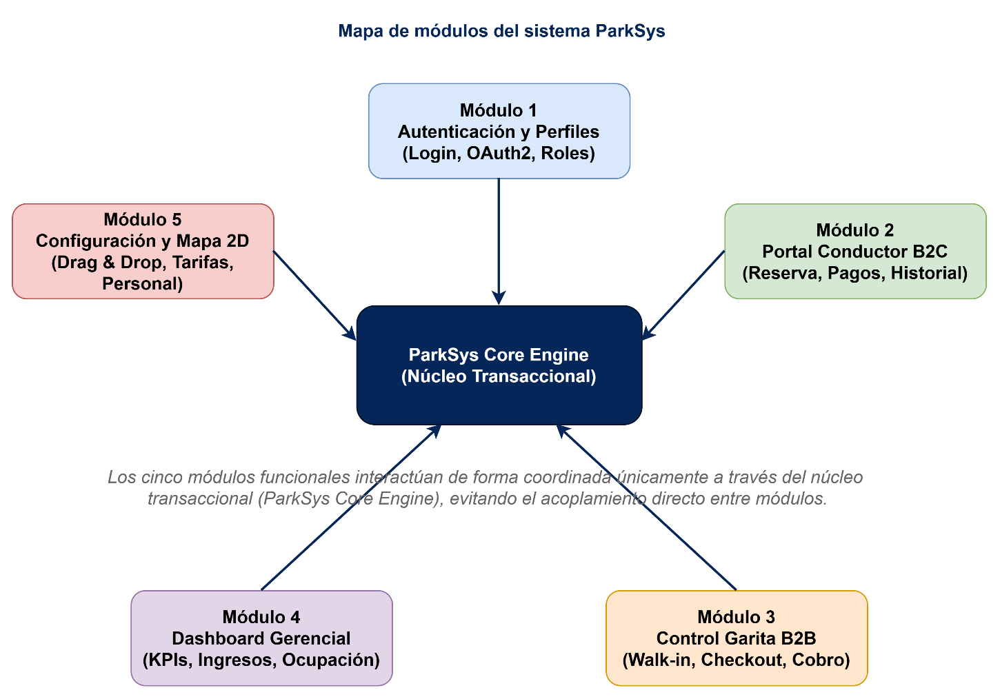 Mapa de módulos del sistema ParkSys
Módulo 1
Autenticación y Perfiles
(Login, OAuth2, Roles)
Módulo 5
Configuración y Mapa 2D
(Drag & Drop, Tarifas,
Personal)
Módulo 2
Portal Conductor B2C
(Reserva, Pagos, Historial)
ParkSys Core Engine
(Núcleo Transaccional)
Los cinco módulos funcionales interactúan de forma coordinada únicamente a través del núcleo
transaccional (ParkSys Core Engine), evitando el acoplamiento directo entre módulos.
Módulo 4
Dashboard Gerencial
(KPIs, Ingresos, Ocupación)
Módulo 3
Control Garita B2B
(Walk-in, Checkout, Cobro)